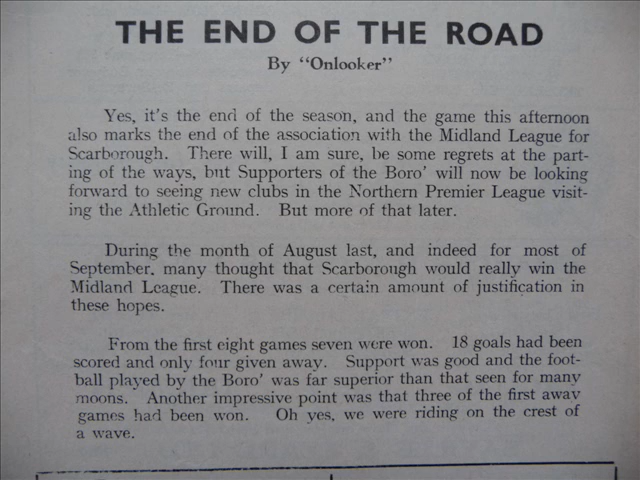 THE END OF THE ROAD
By "Onlooker"
Yes, it's the end of the season, and the game this afternoon
also marks the end of the association with the Midland League for
Scarborough. There will, I am sure, be some regrets at the part-
ing of the ways, but Supporters of the Boro' will now be looking
forward to seeing new clubs in the Northern Premier League visit-
ing the Athletic Ground. But more of that later.
During the month of August last, and indeed for most of
September, many thought that Scarborough would really win the
Midland League. There was a certain amount of justification in
these hopes.
From the first eight games seven were won. 18 goals had been
scored and only four given away. Support was good and the foot-
ball played by the Boro' was far superior than that seen for many
moons. Another impressive point was that three of the first away
games had been won. Oh yes, we were riding on the crest of
a wave.